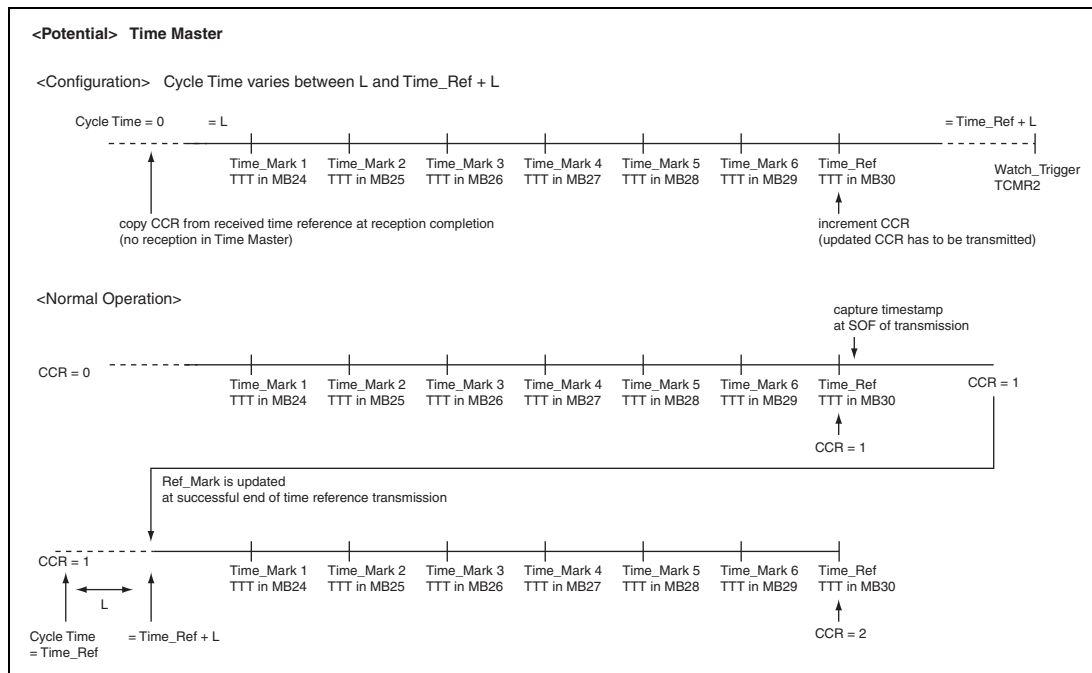 <Potential> Time Master
<Configuration> Cycle Time varies between L and Time_Ref + L
Cycle Time = 0 = L = Time_Ref + L
Time_Mark 1 Time_Mark 2 Time_Mark 3 Time_Mark 4 Time_Mark 5 Time_Mark 6 Time_Ref
TTT in MB24 TTT in MB25 TTT in MB26 TTT in MB27 TTT in MB28 TTT in MB29 TTT in MB30
Watch_Trigger
TCMR2
copy CCR from received time reference at reception completion
(no reception in Time Master)
increment CCR
(updated CCR has to be transmitted)
<Normal Operation>
capture timestamp
at SOF of transmission
CCR = 0
Time_Mark 1 Time_Mark 2 Time_Mark 3 Time_Mark 4 Time_Mark 5 Time_Mark 6 Time_Ref
TTT in MB24 TTT in MB25 TTT in MB26 TTT in MB27 TTT in MB28 TTT in MB29 TTT in MB30
CCR = 1
CCR = 1
Ref_Mark is updated
at successful end of time reference transmission
CCR = 1
Time_Mark 1 Time_Mark 2 Time_Mark 3 Time_Mark 4 Time_Mark 5 Time_Mark 6 Time_Ref
TTT in MB24 TTT in MB25 TTT in MB26 TTT in MB27 TTT in MB28 TTT in MB29 TTT in MB30
L
Cycle Time
= Time_Ref
= Time_Ref + L
CCR = 2